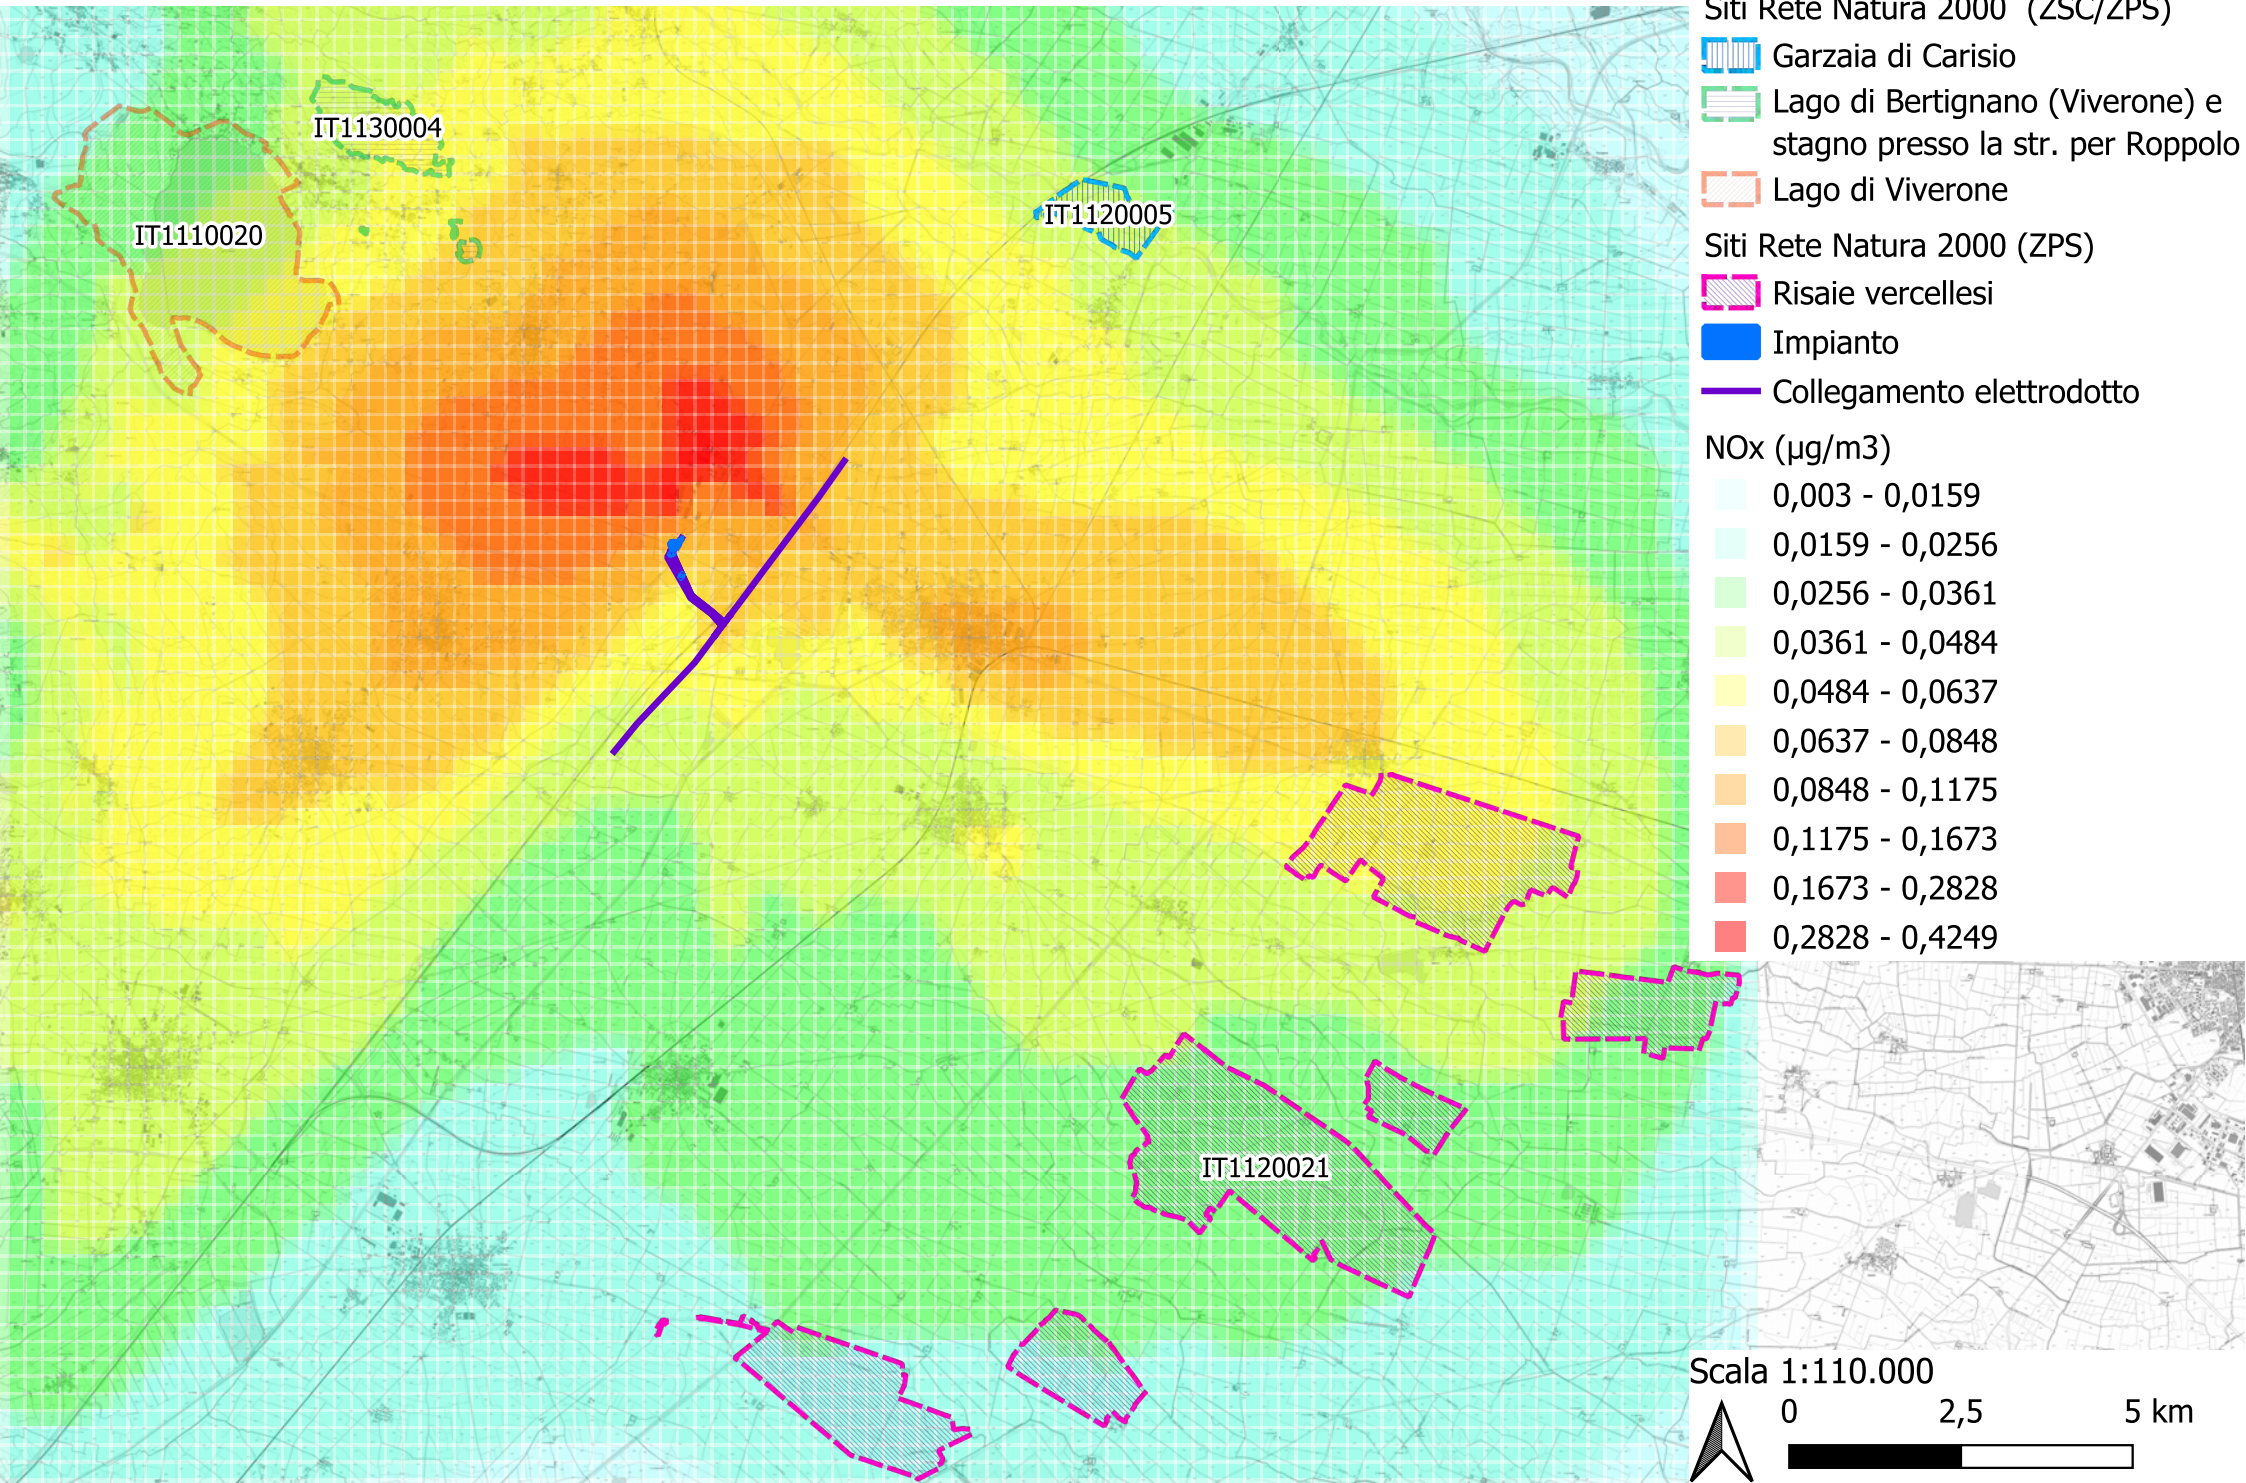 Siti Rete Natura 2000 (ZSC/ZPS)
Garzaia di Carisio
Lago di Bertignano (Viverone) e
stagno presso la str. per Roppolo
Lago di Viverone
Siti Rete Natura 2000 (ZPS)
Risaie vercellesi
Impianto
Collegamento elettrodotto
NOx (µg/m3)
0,003 - 0,0159
0,0159 - 0,0256
0,0256 - 0,0361
0,0361 - 0,0484
0,0484 - 0,0637
0,0637 - 0,0848
0,0848 - 0,1175
0,1175 - 0,1673
0,1673 - 0,2828
0,2828 - 0,4249
IT1130004
IT1110020
IT1120005
IT1120021
Scala 1:110.000
0 2,5 5 km